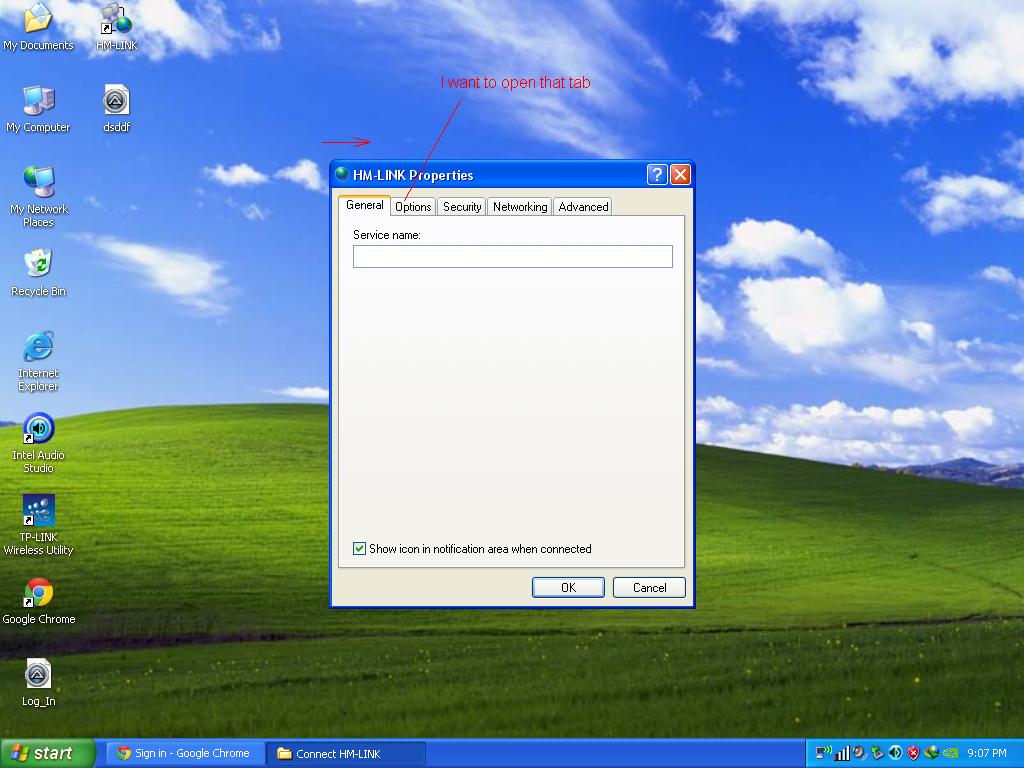 My Documents
HM-LINK
I want to open that tab
My Computer
dsddf
HM-LINK Properties
General
Options
Security
Networking
Advanced
My Network
Places
Service name:
Recycle Bin
Internet
Explorer
Intel Audio
Studio
TP-LINK
Wireless Utility
Show icon in notification area when connected
OK
Cancel
Google Chrome
Log_In
start
Sign in - Google Chrome
Connect HM-LINK
9:07 PM